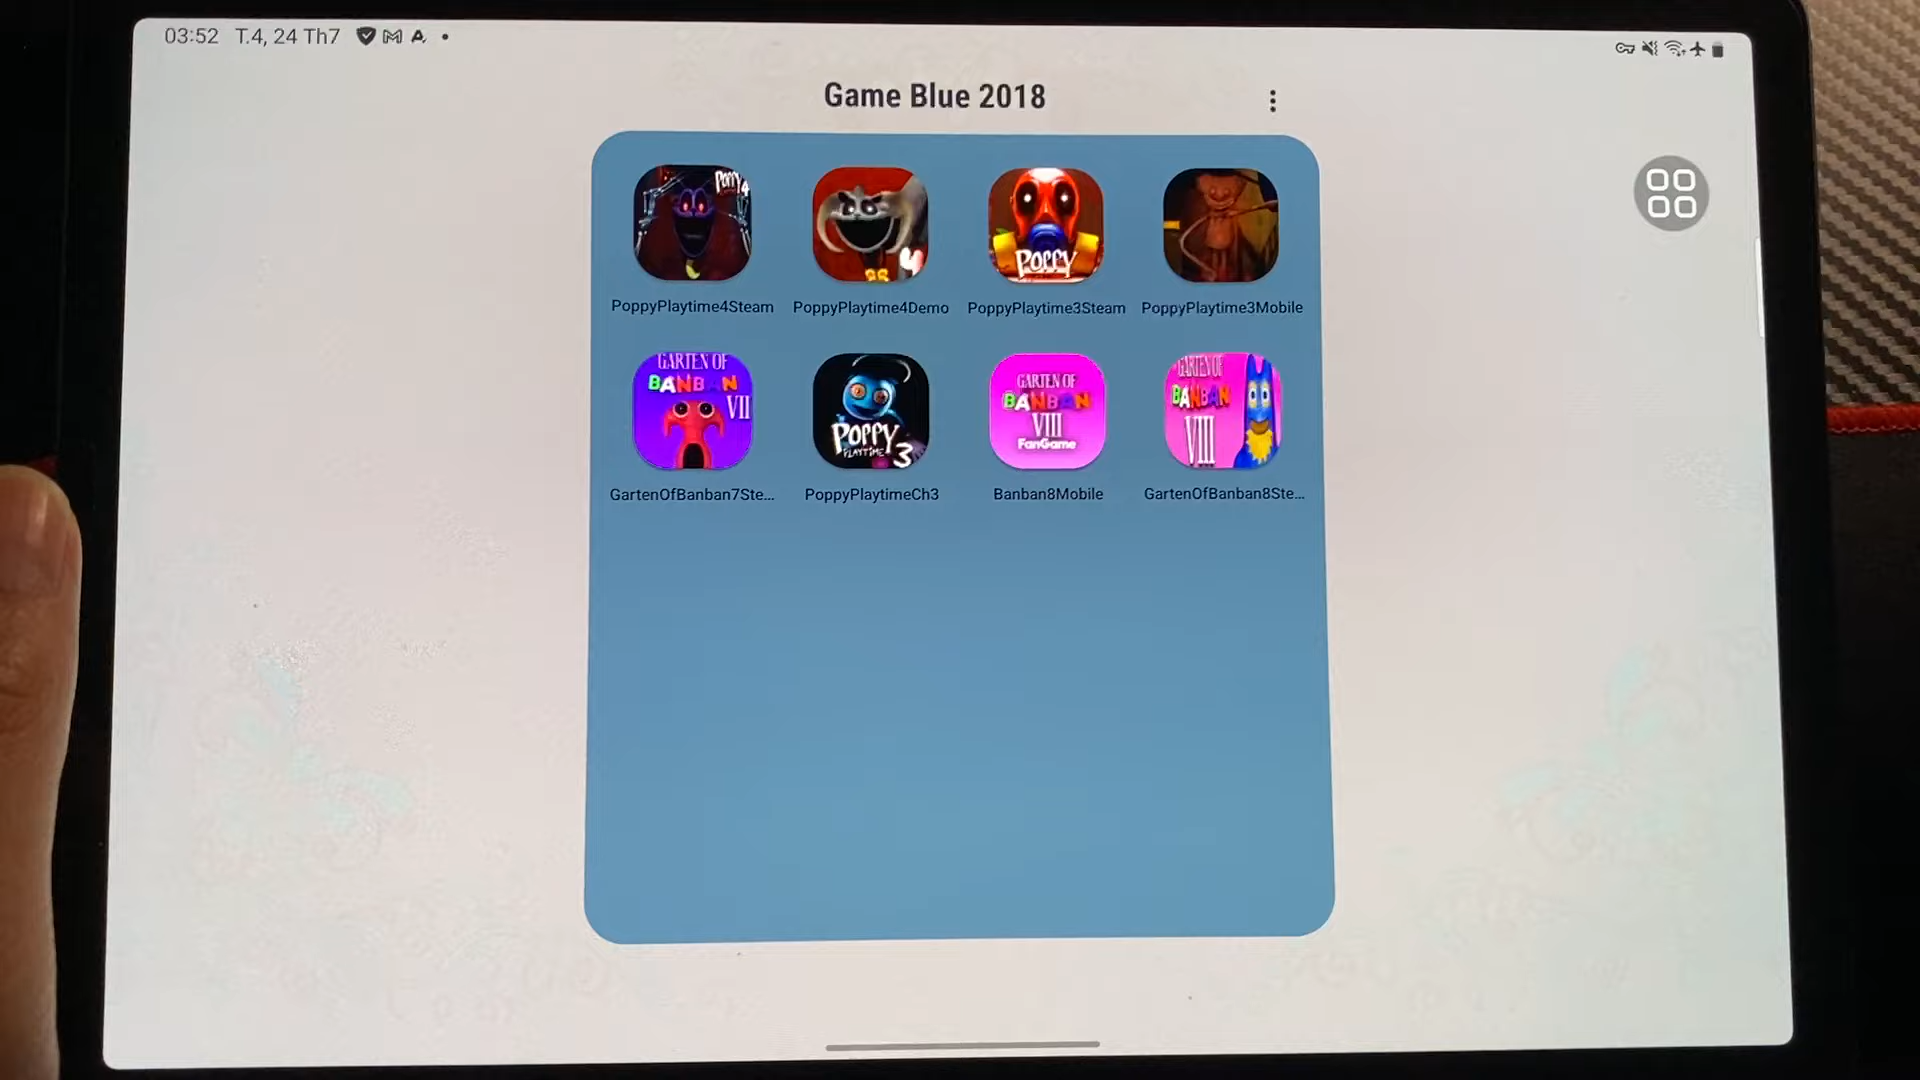 03:52 T.4, 24 Th7
Game Blue 2018
POPPY 4
4
POPPY
PoppyPlaytime4Steam
PoppyPlaytime4Demo
PoppyPlaytime3Steam
PoppyPlaytime3Mobile
GARTEN OF
BANBAN
VII
POPPY
PLAYTIME 3
GARTEN OF
BANBAN
VIII
FanGame
GARTEN OF
BANBAN
VIII
GartenOfBanban7Ste...
PoppyPlaytimeCh3
Banban8Mobile
GartenOfBanban8Ste...